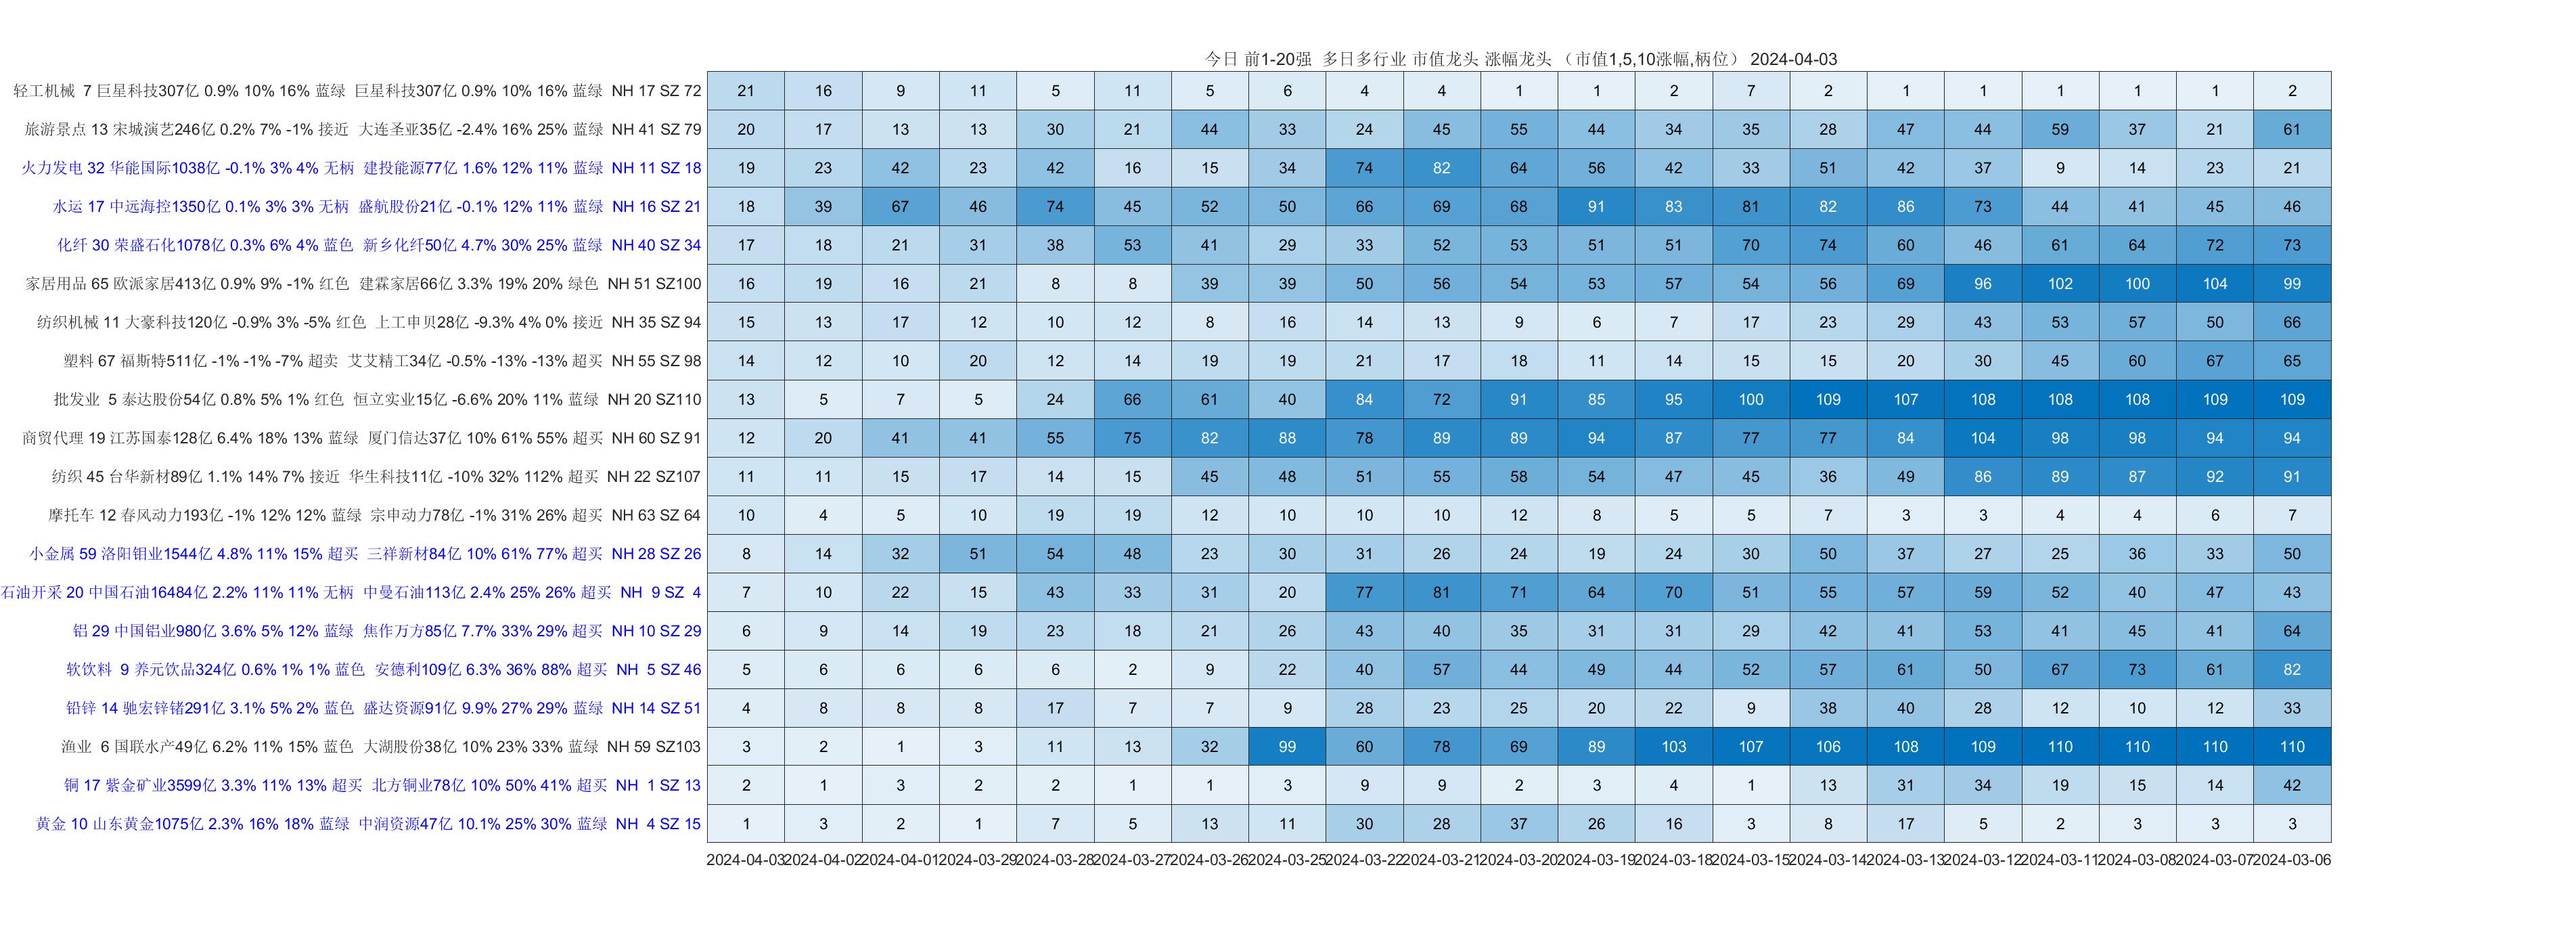 今日 前1-20强 多日多行业 市值龙头 涨幅龙头 （市值1,5,10涨幅,柄位） 2024-04-03
轻工机械 7 巨星科技307亿 0.9% 10% 16% 蓝绿 巨星科技307亿 0.9% 10% 16% 蓝绿 NH 17 SZ 72 21 16 9 11 5 11 5 6 4 4 1 1 2 7 2 1 1 1 1 1 2
旅游景点 13 宋城演艺246亿 0.2% 7% -1% 接近 大连圣亚35亿 -2.4% 16% 25% 蓝绿 NH 41 SZ 79 20 17 13 13 30 21 44 33 24 45 55 44 34 35 28 47 44 59 37 21 61
火力发电 32 华能国际1038亿 -0.1% 3% 4% 无柄 建投能源77亿 1.6% 12% 11% 蓝绿 NH 11 SZ 18 19 23 42 23 42 16 15 34 74 82 64 56 42 33 51 42 37 9 14 23 21
水运 17 中远海控1350亿 0.1% 3% 3% 无柄 盛航股份21亿 -0.1% 12% 11% 蓝绿 NH 16 SZ 21 18 39 67 46 74 45 52 50 66 69 68 91 83 81 82 86 73 44 41 45 46
化纤 30 荣盛石化1078亿 0.3% 6% 4% 蓝色 新乡化纤50亿 4.7% 30% 25% 蓝绿 NH 40 SZ 34 17 18 21 31 38 53 41 29 33 52 53 51 51 70 74 60 46 61 64 72 73
家居用品 65 欧派家居413亿 0.9% 9% -1% 红色 建霖家居66亿 3.3% 19% 20% 绿色 NH 51 SZ100 16 19 16 21 8 8 39 39 50 56 54 53 57 54 56 69 96 102 100 104 99
纺织机械 11 大豪科技120亿 -0.9% 3% -5% 红色 上工申贝28亿 -9.3% 4% 0% 接近 NH 35 SZ 94 15 13 17 12 10 12 8 16 14 13 9 6 7 17 23 29 43 53 57 50 66
塑料 67 福斯特511亿 -1% -1% -7% 超卖 艾艾精工34亿 -0.5% -13% -13% 超买 NH 55 SZ 98 14 12 10 20 12 14 19 19 21 17 18 11 14 15 15 20 30 45 60 67 65
批发业 5 泰达股份54亿 0.8% 5% 1% 红色 恒立实业15亿 -6.6% 20% 11% 蓝绿 NH 20 SZ110 13 5 7 5 24 66 61 40 84 72 91 85 95 100 109 107 108 108 108 109 109
商贸代理 19 江苏国泰128亿 6.4% 18% 13% 蓝绿 厦门信达37亿 10% 61% 55% 超买 NH 60 SZ 91 12 20 41 41 55 75 82 88 78 89 89 94 87 77 77 84 104 98 98 94 94
纺织 45 台华新材89亿 1.1% 14% 7% 接近 华生科技11亿 -10% 32% 112% 超买 NH 22 SZ107 11 11 15 17 14 15 45 48 51 55 58 54 47 45 36 49 86 89 87 92 91
摩托车 12 春风动力193亿 -1% 12% 12% 蓝绿 宗申动力78亿 -1% 31% 26% 超买 NH 63 SZ 64 10 4 5 10 19 19 12 10 10 10 12 8 5 5 7 3 3 4 4 6 7
小金属 59 洛阳钼业1544亿 4.8% 11% 15% 超买 三祥新材84亿 10% 61% 77% 超买 NH 28 SZ 26 8 14 32 51 54 48 23 30 31 26 24 19 24 30 50 37 27 25 36 33 50
石油开采 20 中国石油16484亿 2.2% 11% 11% 无柄 中曼石油113亿 2.4% 25% 26% 超买 NH 9 SZ 4 7 10 22 15 43 33 31 20 77 81 71 64 70 51 55 57 59 52 40 47 43
铝 29 中国铝业980亿 3.6% 5% 12% 蓝绿 焦作万方85亿 7.7% 33% 29% 超买 NH 10 SZ 29 6 9 14 19 23 18 21 26 43 40 35 31 31 29 42 41 53 41 45 41 64
软饮料 9 养元饮品324亿 0.6% 1% 1% 蓝色 安德利109亿 6.3% 36% 88% 超买 NH 5 SZ 46 5 6 6 6 6 2 9 22 40 57 44 49 44 52 57 61 50 67 73 61 82
铅锌 14 驰宏锌锗291亿 3.1% 5% 2% 蓝色 盛达资源91亿 9.9% 27% 29% 蓝绿 NH 14 SZ 51 4 8 8 8 17 7 7 9 28 23 25 20 22 9 38 40 28 12 10 12 33
渔业 6 国联水产49亿 6.2% 11% 15% 蓝色 大湖股份38亿 10% 23% 33% 蓝绿 NH 59 SZ103 3 2 1 3 11 13 32 99 60 78 69 89 103 107 106 108 109 110 110 110 110
铜 17 紫金矿业3599亿 3.3% 11% 13% 超买 北方铜业78亿 10% 50% 41% 超买 NH 1 SZ 13 2 1 3 2 2 1 1 3 9 9 2 3 4 1 13 31 34 19 15 14 42
黄金 10 山东黄金1075亿 2.3% 16% 18% 蓝绿 中润资源47亿 10.1% 25% 30% 蓝绿 NH 4 SZ 15 1 3 2 1 7 5 13 11 30 28 37 26 16 3 8 17 5 2 3 3 3
2024-04-03 2024-04-02 2024-04-01 2024-03-29 2024-03-28 2024-03-27 2024-03-26 2024-03-25 2024-03-22 2024-03-21 2024-03-20 2024-03-19 2024-03-18 2024-03-15 2024-03-14 2024-03-13 2024-03-12 2024-03-11 2024-03-08 2024-03-07 2024-03-06